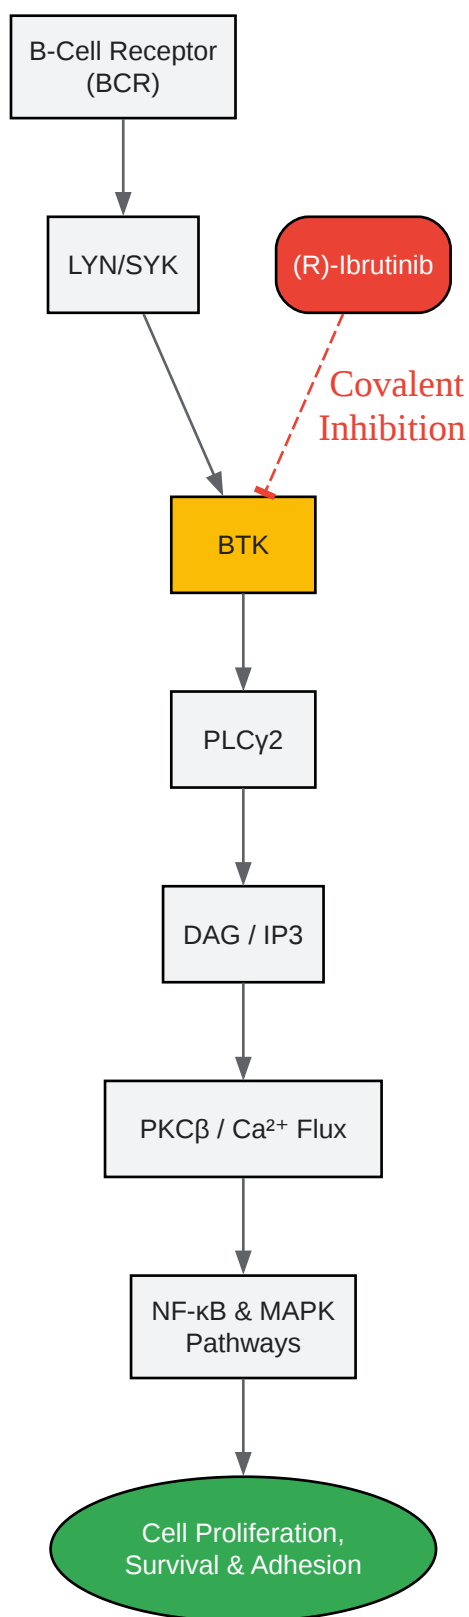 B-Cell Receptor
(BCR)
LYN/SYK
(R)-Ibrutinib
Covalent
Inhibition
BTK
PLCγ2
DAG / IP3
PKCβ / Ca²⁺ Flux
NF-κB & MAPK
Pathways
Cell Proliferation,
Survival & Adhesion